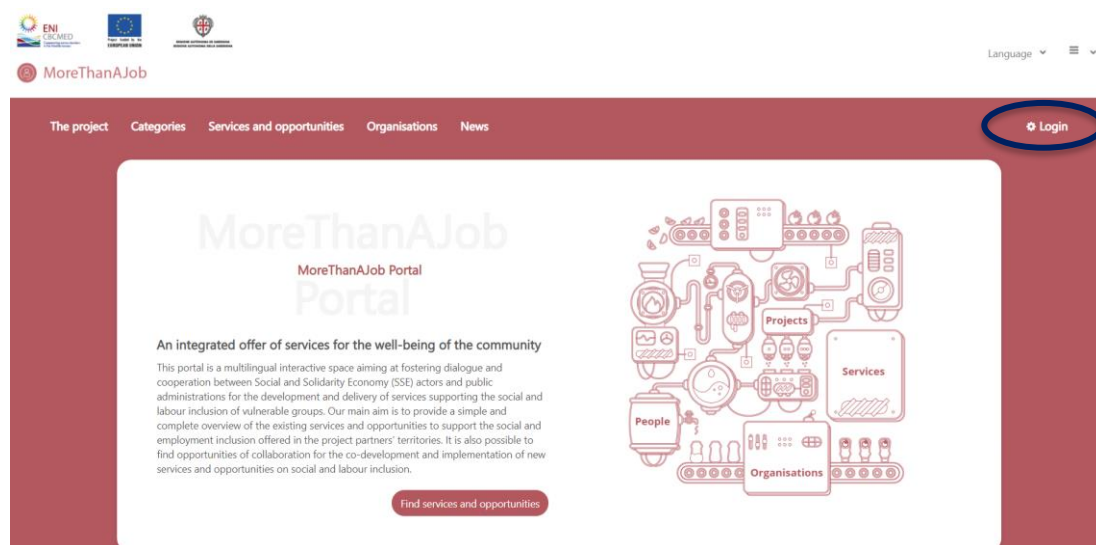 ENI
CBCMED
EUROPEAN UNION
MoreThanAJob
Language
The project Categories Services and opportunities Organisations News Login
MoreThanAJob
Portal
MoreThanAJob Portal
An integrated offer of services for the well-being of the community
This portal is a multilingual interactive space aiming at fostering dialogue and
cooperation between Social and Solidarity Economy (SSE) actors and public
administrations for the development and delivery of services supporting the social and
labour inclusion of vulnerable groups. Our main aim is to provide a simple and
complete overview of the existing services and opportunities to support the social and
employment inclusion offered in the project partners' territories. It is also possible to
find opportunities of collaboration for the co-development and implementation of new
services and opportunities on social and labour inclusion.
Find services and opportunities
Projects
Services
People
Organisations